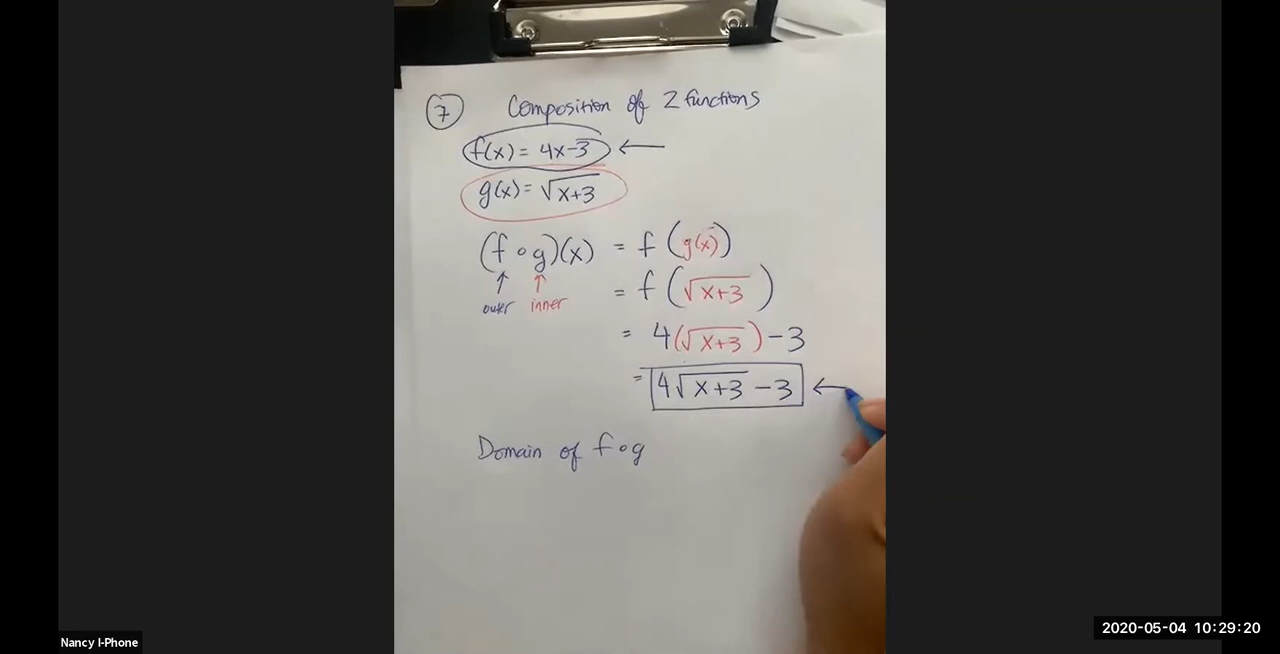 7 Composition of 2 functions
f(x) = 4x-3 ←
g(x) = √x+3
(f∘g)(x) = f(g(x))
↑ outer ↑ inner = f(√x+3)
= 4(√x+3) - 3
= 4√x+3 - 3 ←
Domain of f∘g
Nancy I-Phone
2020-05-04 10:29:20